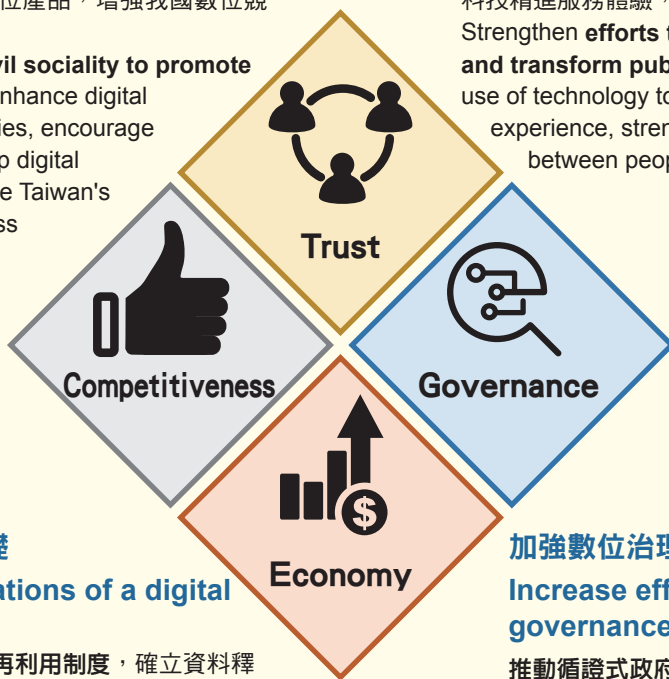 位產品，增強我國數位競
vil sociality to promote
nhance digital
ies, encourage
p digital
e Taiwan's
ss
科技精進服務體驗，
Strengthen efforts t
and transform pub
use of technology to
experience, stren
between peop
Trust
Competitiveness
Governance
$
Economy
礎
ations of a digital
再利用制度，確立資料釋
加強數位治理
Increase eff
governance
推動循證式政府